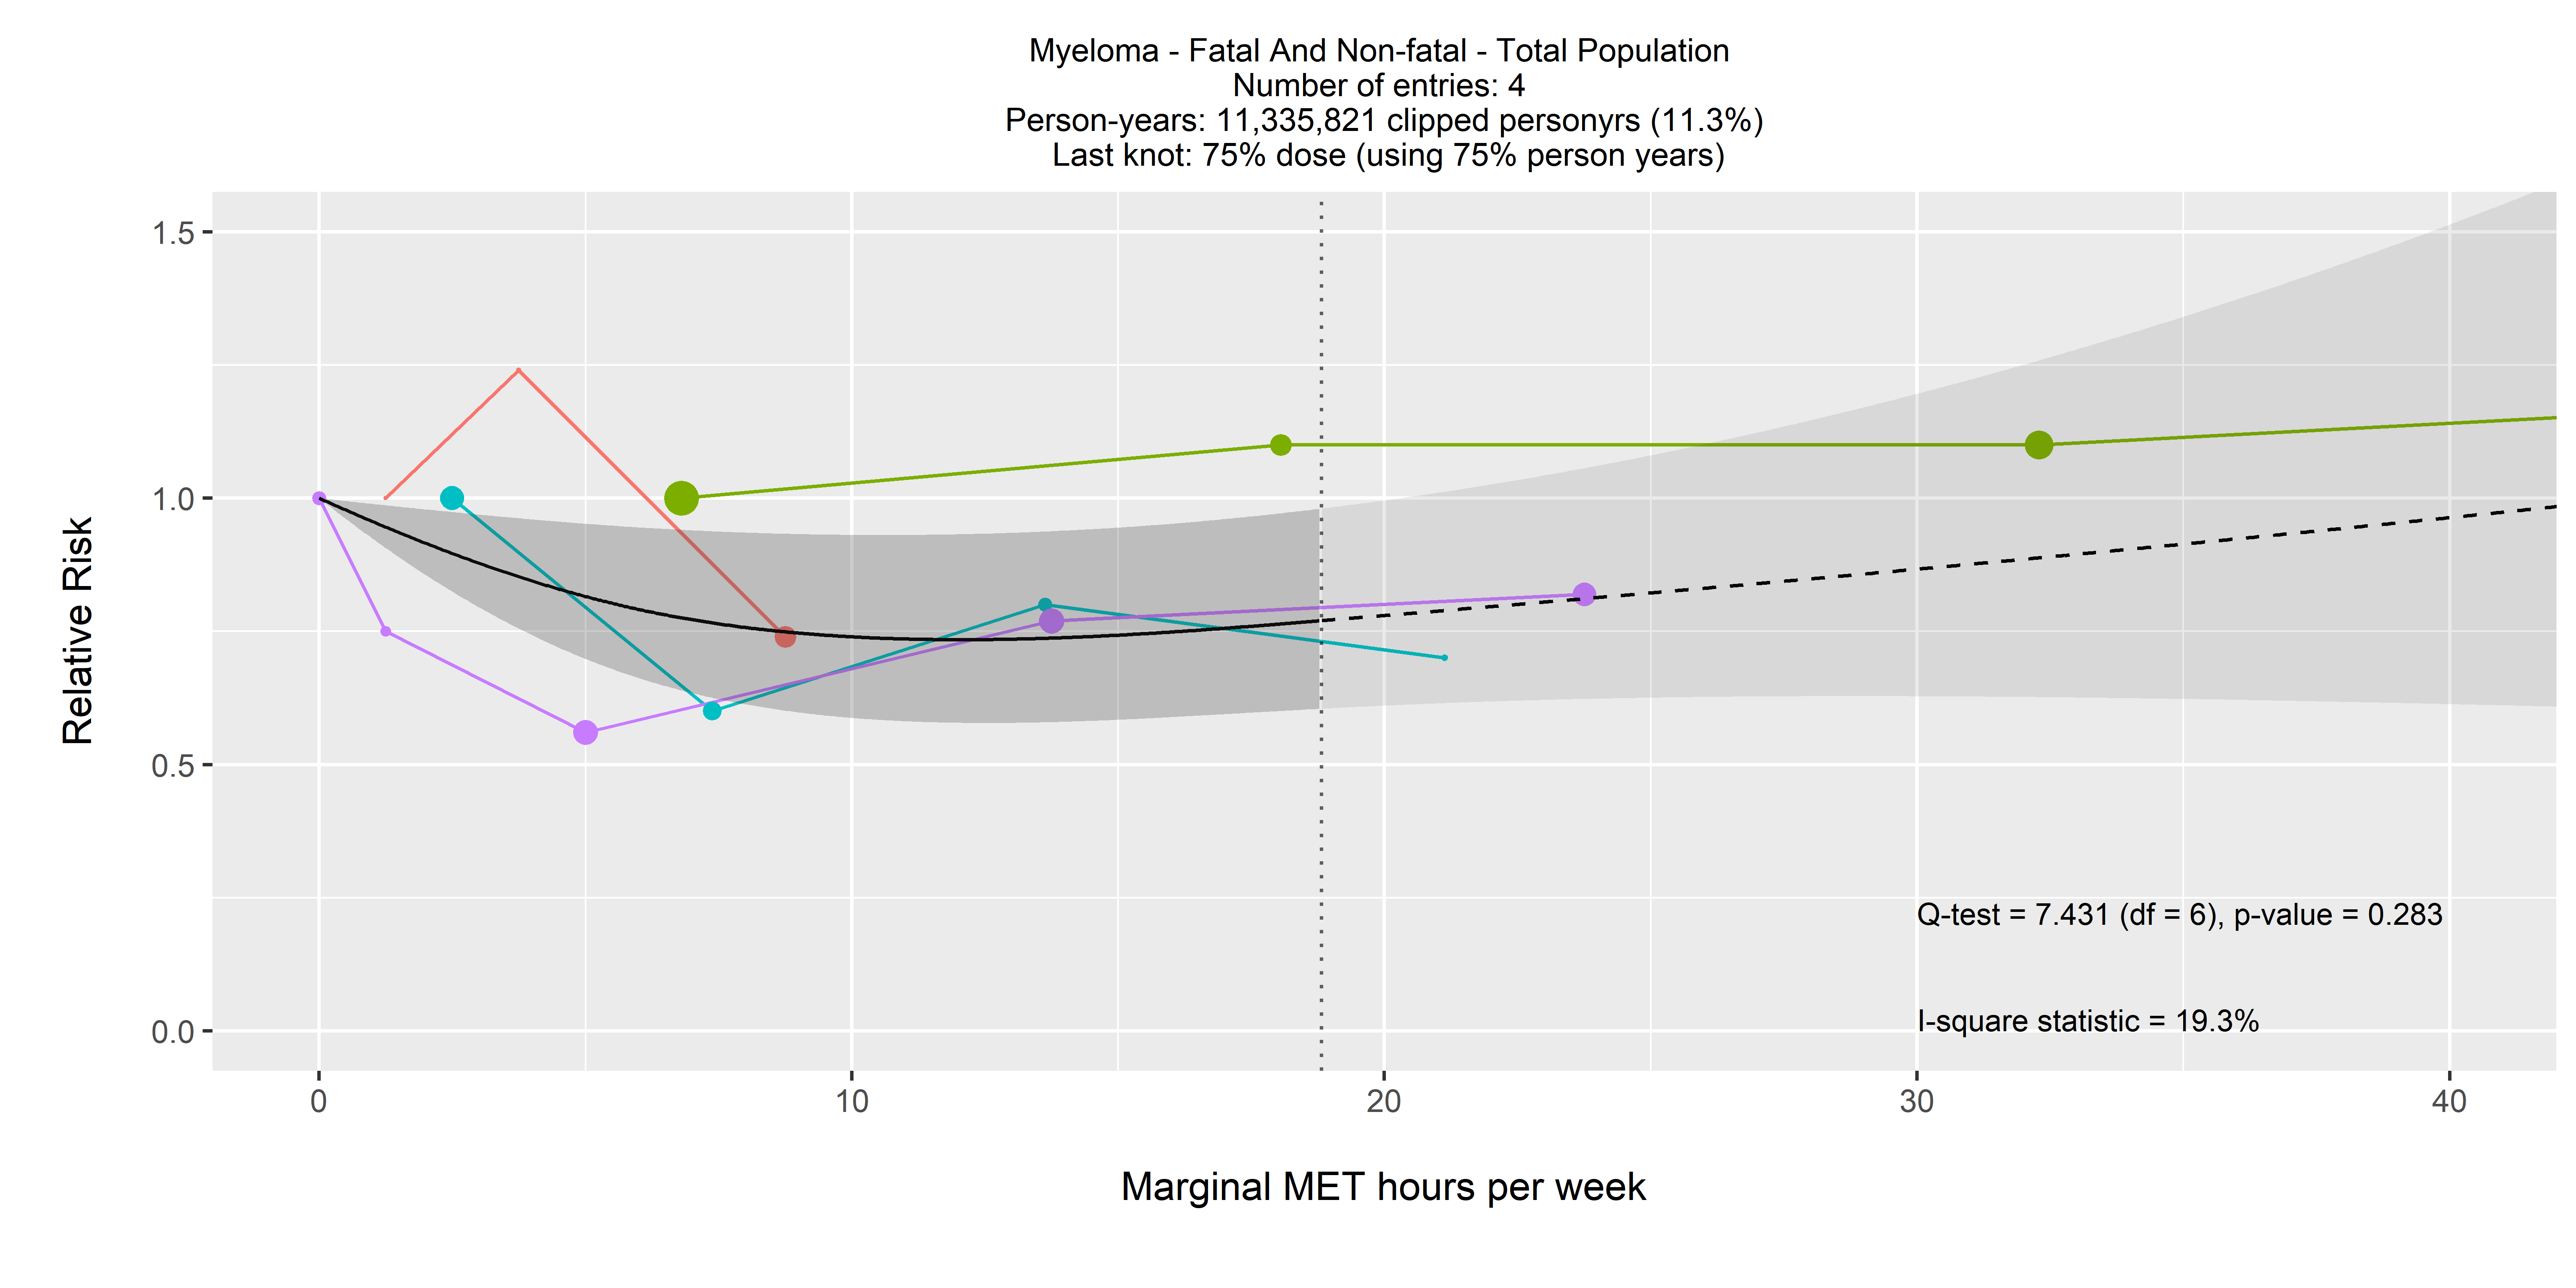 Myeloma - Fatal And Non-fatal - Total Population
Number of entries: 4
Person-years: 11,335,821 clipped personyrs (11.3%)
Last knot: 75% dose (using 75% person years)
1.5
1.0
0.5
0.0
Relative Risk
Q-test = 7.431 (df = 6), p-value = 0.283
I-square statistic = 19.3%
0 10 20 30 40
Marginal MET hours per week